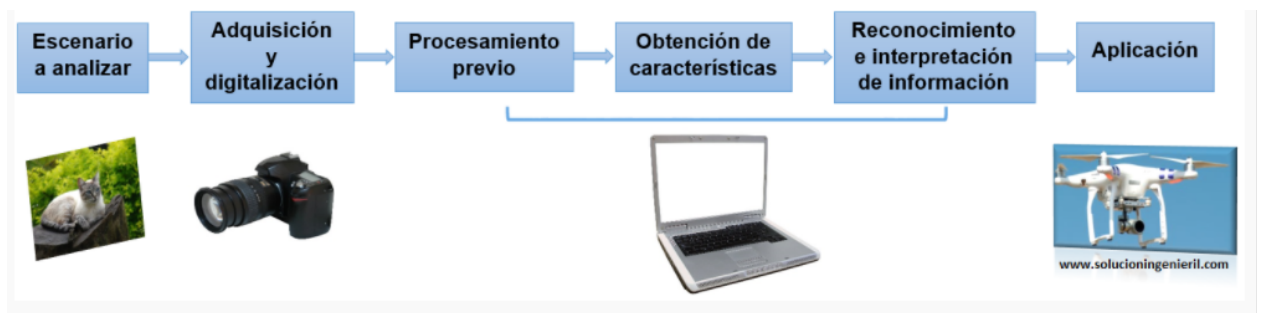 Escenario
a analizar
Adquisición
y
digitalización
Procesamiento
previo
Obtención de
características
Reconocimiento
e interpretación
de información
Aplicación
www.solucioningenieril.com